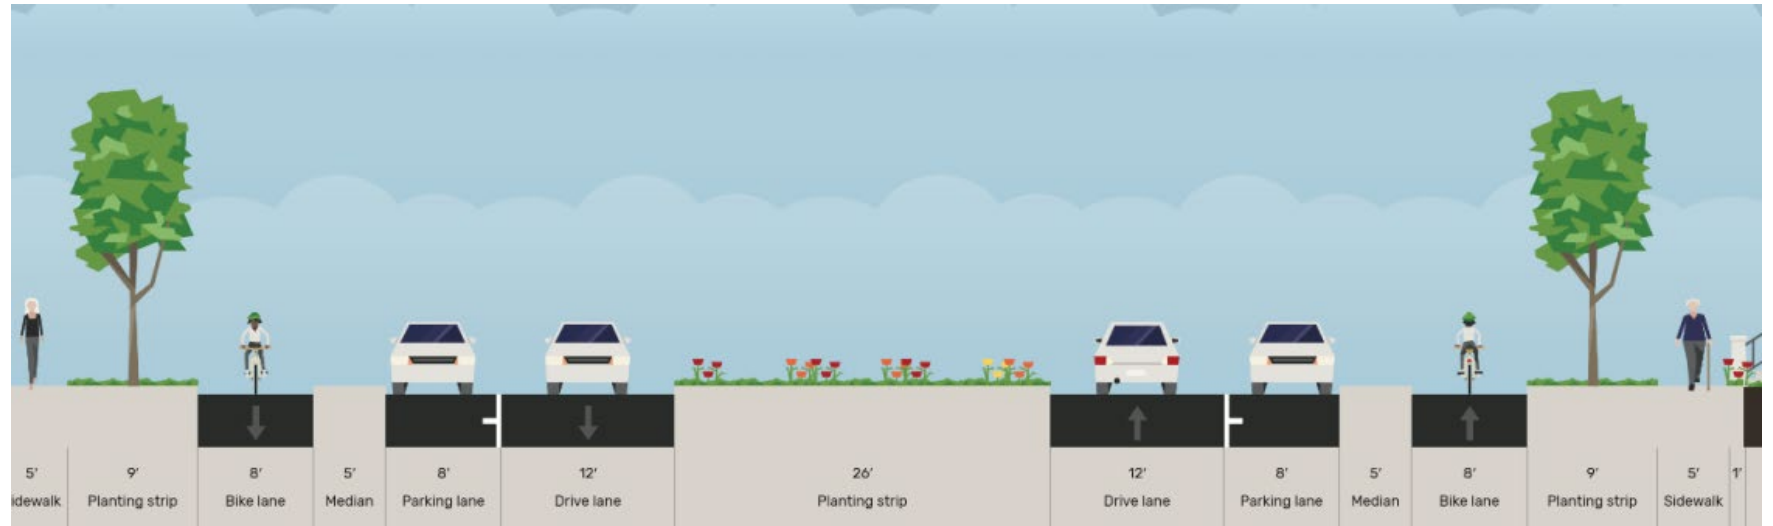 5' 9' 8' 5' 8' 12' 26' 12' 8' 5' 8' 9' 5' 1'
idewalk Planting strip Bike lane Median Parking lane Drive lane Planting strip Drive lane Parking lane Median Bike lane Planting strip Sidewalk